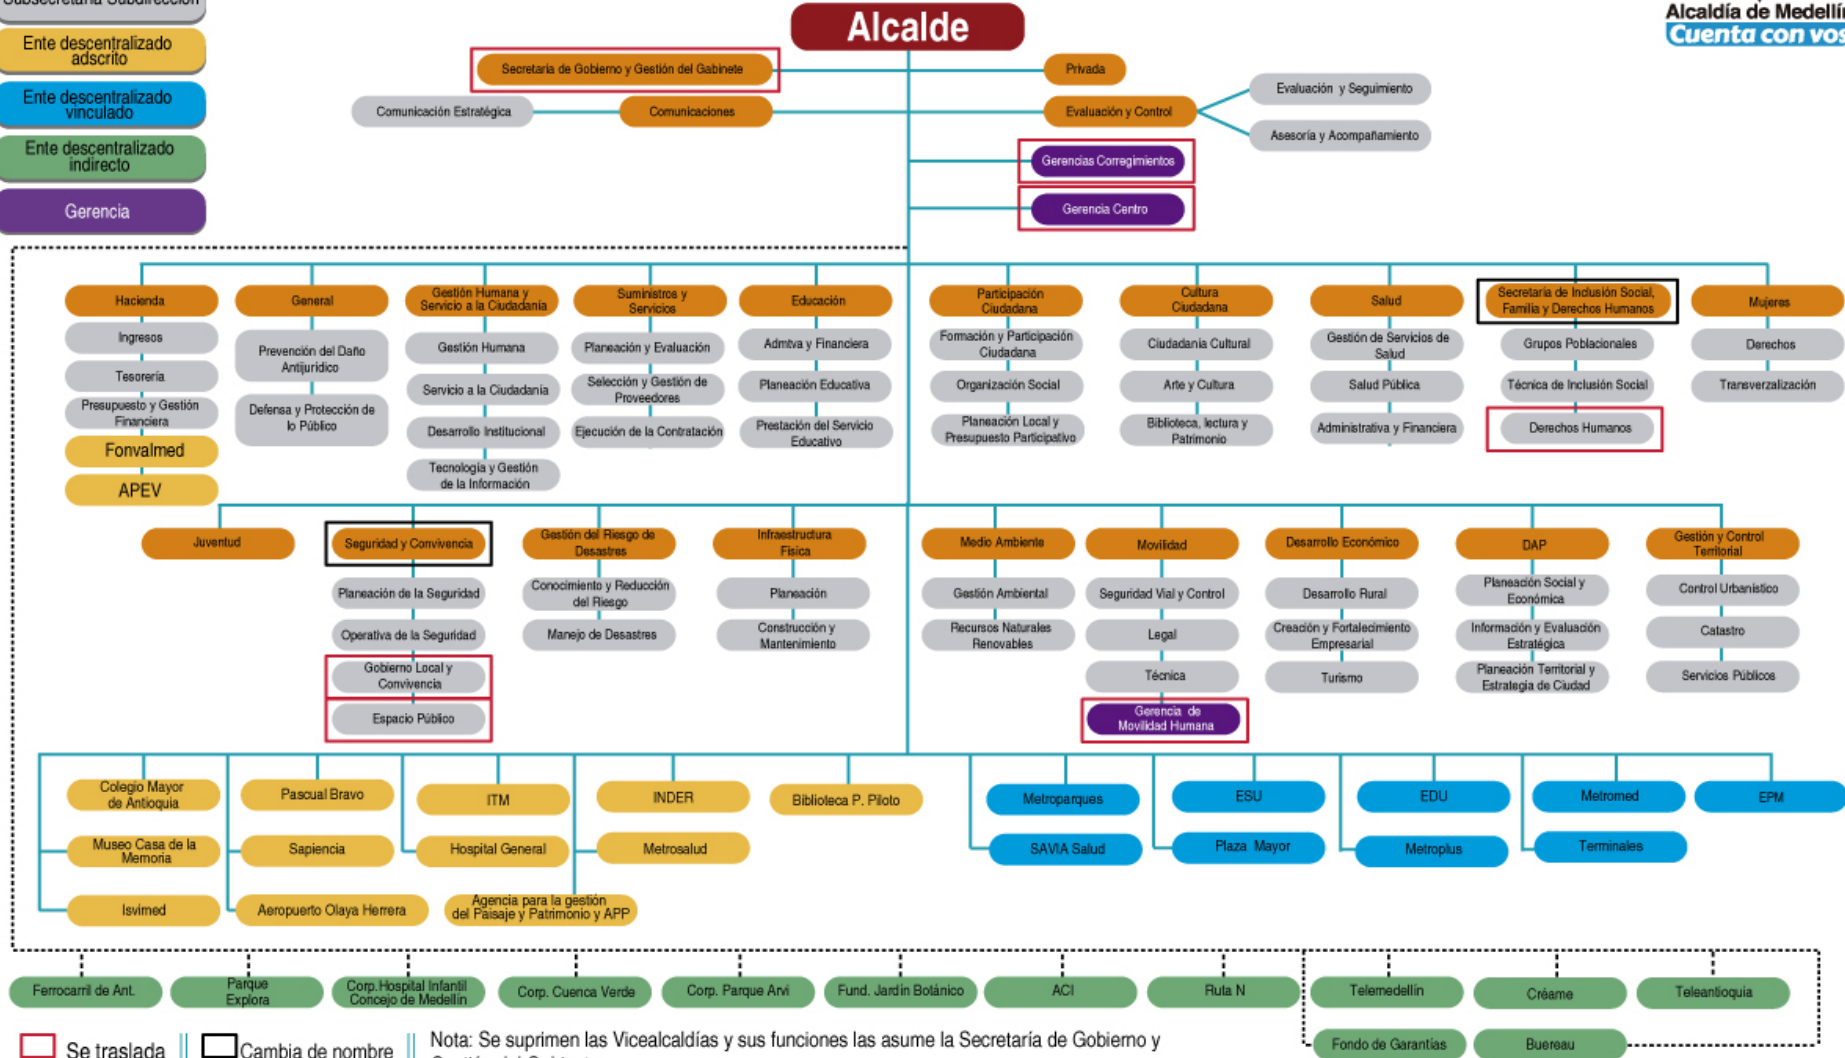 Subsecretaría Subdirección
Ente descentralizado
adscrito
Ente descentralizado
vinculado
Ente descentralizado
indirecto
Gerencia
Alcalde
Alcaldía de Medellín
Cuenta con vos
Secretaria de Gobierno y Gestión del Gabinete
Privada
Comunicación Estratégica
Comunicaciones
Evaluación y Control
Evaluación y Seguimiento
Asesoría y Acompañamiento
Gerencias Corregimientos
Gerencia Centro
Hacienda
Ingresos
Tesorería
Presupuesto y Gestión
Financiera
Fonvalmed
APEV
General
Prevención del Daño
Antijurídico
Defensa y Protección de
lo Público
Gestión Humana y
Servicio a la Ciudadanía
Gestión Humana
Servicio a la Ciudadanía
Desarrollo Institucional
Tecnología y Gestión
de la Información
Suministros y
Servicios
Planeación y Evaluación
Selección y Gestión de
Proveedores
Ejecución de la Contratación
Educación
Admtva y Financiera
Planeación Educativa
Prestación del Servicio
Educativo
Participación
Ciudadana
Formación y Participación
Ciudadana
Organización Social
Planeación Local y
Presupuesto Participativo
Cultura
Ciudadana
Ciudadanía Cultural
Arte y Cultura
Biblioteca, lectura y
Patrimonio
Salud
Gestión de Servicios de
Salud
Salud Pública
Administrativa y Financiera
Secretaría de Inclusión Social,
Familia y Derechos Humanos
Grupos Poblacionales
Técnica de Inclusión Social
Derechos Humanos
Mujeres
Derechos
Transverzalización
Juventud
Seguridad y Convivencia
Planeación de la Seguridad
Operativa de la Seguridad
Gobierno Local y
Convivencia
Espacio Público
Gestión del Riesgo de
Desastres
Conocimiento y Reducción
del Riesgo
Manejo de Desastres
Infraestructura
Física
Planeación
Construcción y
Mantenimiento
Medio Ambiente
Gestión Ambiental
Recursos Naturales
Renovables
Movilidad
Seguridad Vial y Control
Legal
Técnica
Gerencia de
Movilidad Humana
Desarrollo Económico
Desarrollo Rural
Creación y Fortalecimiento
Empresarial
Turismo
DAP
Planeación Social y
Económica
Información y Evaluación
Estratégica
Planeación Territorial y
Estrategia de Ciudad
Gestión y Control
Territorial
Control Urbanístico
Catastro
Servicios Públicos
Colegio Mayor
de Antioquia
Pascual Bravo
ITM
INDER
Biblioteca P. Piloto
Metroparques
ESU
EDU
Metromed
EPM
Museo Casa de la
Memoria
Sapiencia
Hospital General
Metrosalud
SAVIA Salud
Plaza Mayor
Metroplus
Terminales
Isvimed
Aeropuerto Olaya Herrera
Agencia para la gestión
del Paisaje y Patrimonio y APP
Ferrocarril de Ant.
Parque
Explora
Corp.Hospital Infantil
Concejo de Medellín
Corp. Cuenca Verde
Corp. Parque Arvi
Fund. Jardín Botánico
ACI
Ruta N
Telemedellín
Créame
Teleantioquia
Fondo de Garantías
Buereau
Se traslada
Cambia de nombre
Nota: Se suprimen las Vicealcaldías y sus funciones las asume la Secretaría de Gobierno y